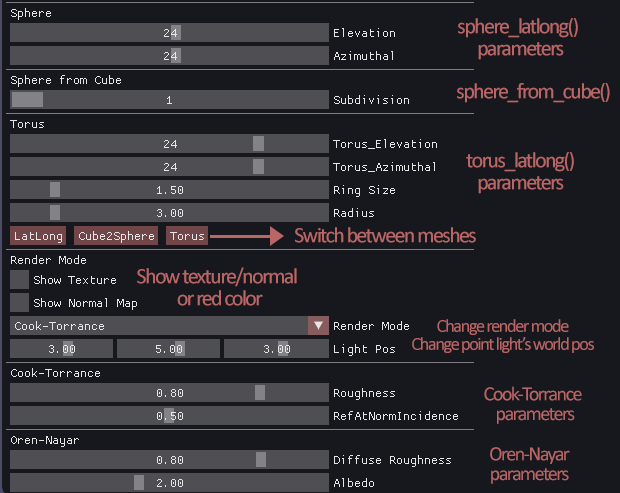 Sphere
24 Elevation
24 Azimuthal
sphere_latlong()
parameters
Sphere from Cube
1 Subdivision
sphere_from_cube()
Torus
24 Torus_Elevation
24 Torus_Azimuthal
1.50 Ring Size
3.00 Radius
torus_latlong()
parameters
LatLong Cube2Sphere Torus
Switch between meshes
Render Mode
Show Texture
Show Normal Map
Show texture/normal
or red color
Cook-Torrance Render Mode
3.00 5.00 3.00 Light Pos
Change render mode
Change point light's world pos
Cook-Torrance
0.80 Roughness
0.50 RefAtNormIncidence
Cook-Torrance
parameters
Oren-Nayar
0.80 Diffuse Roughness
2.00 Albedo
Oren-Nayar
parameters